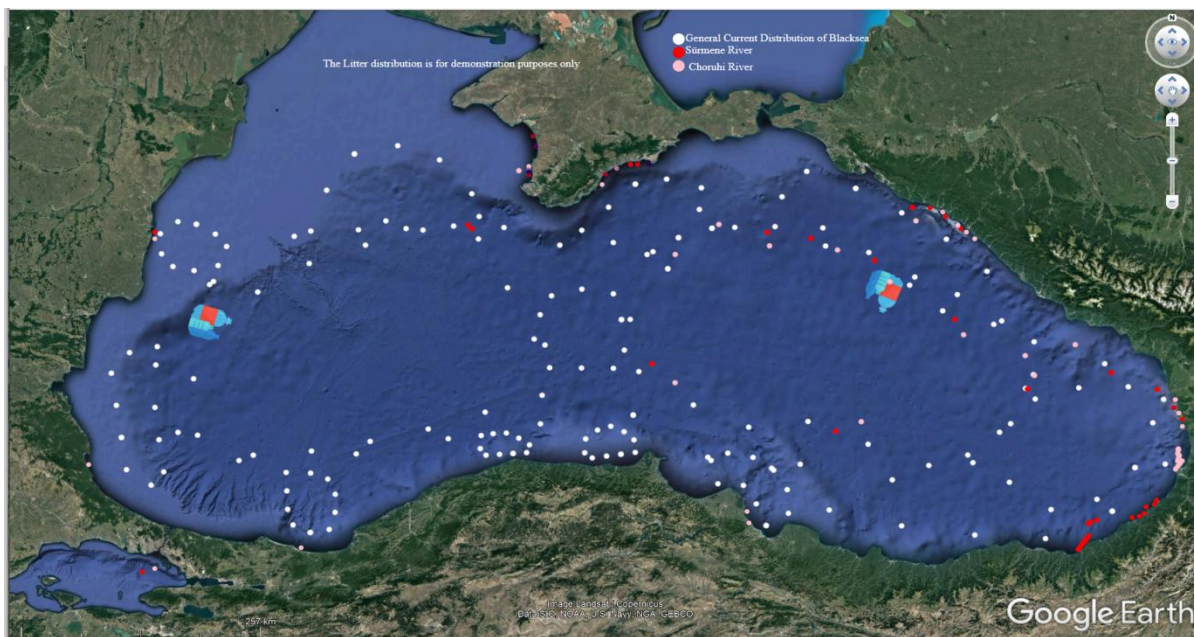 N
General Current Distribution of Blacksea
Sürmene River
Choruhi River
The Litter distribution is for demonstration purposes only
257 km
Image Landsat / Copernicus
Data SIO, NOAA, U.S. Navy, NGA, GEBCO
Google Earth